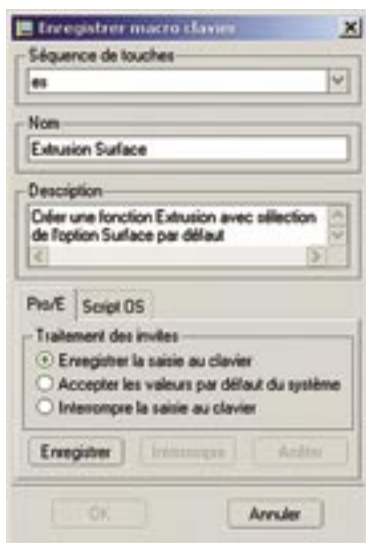 Enregistrer macro clavier
Séquence de touches
es
Nom
Extrusion Surface
Description
Créer une fonction Extrusion avec sélection
de l'option Surface par défaut
Pro/E Script OS
Traitement des invites
Enregistrer la saisie au clavier
Accepter les valeurs par défaut du système
Interrompre la saisie au clavier
Enregistrer Interrompre Arrêter
OK Annuler